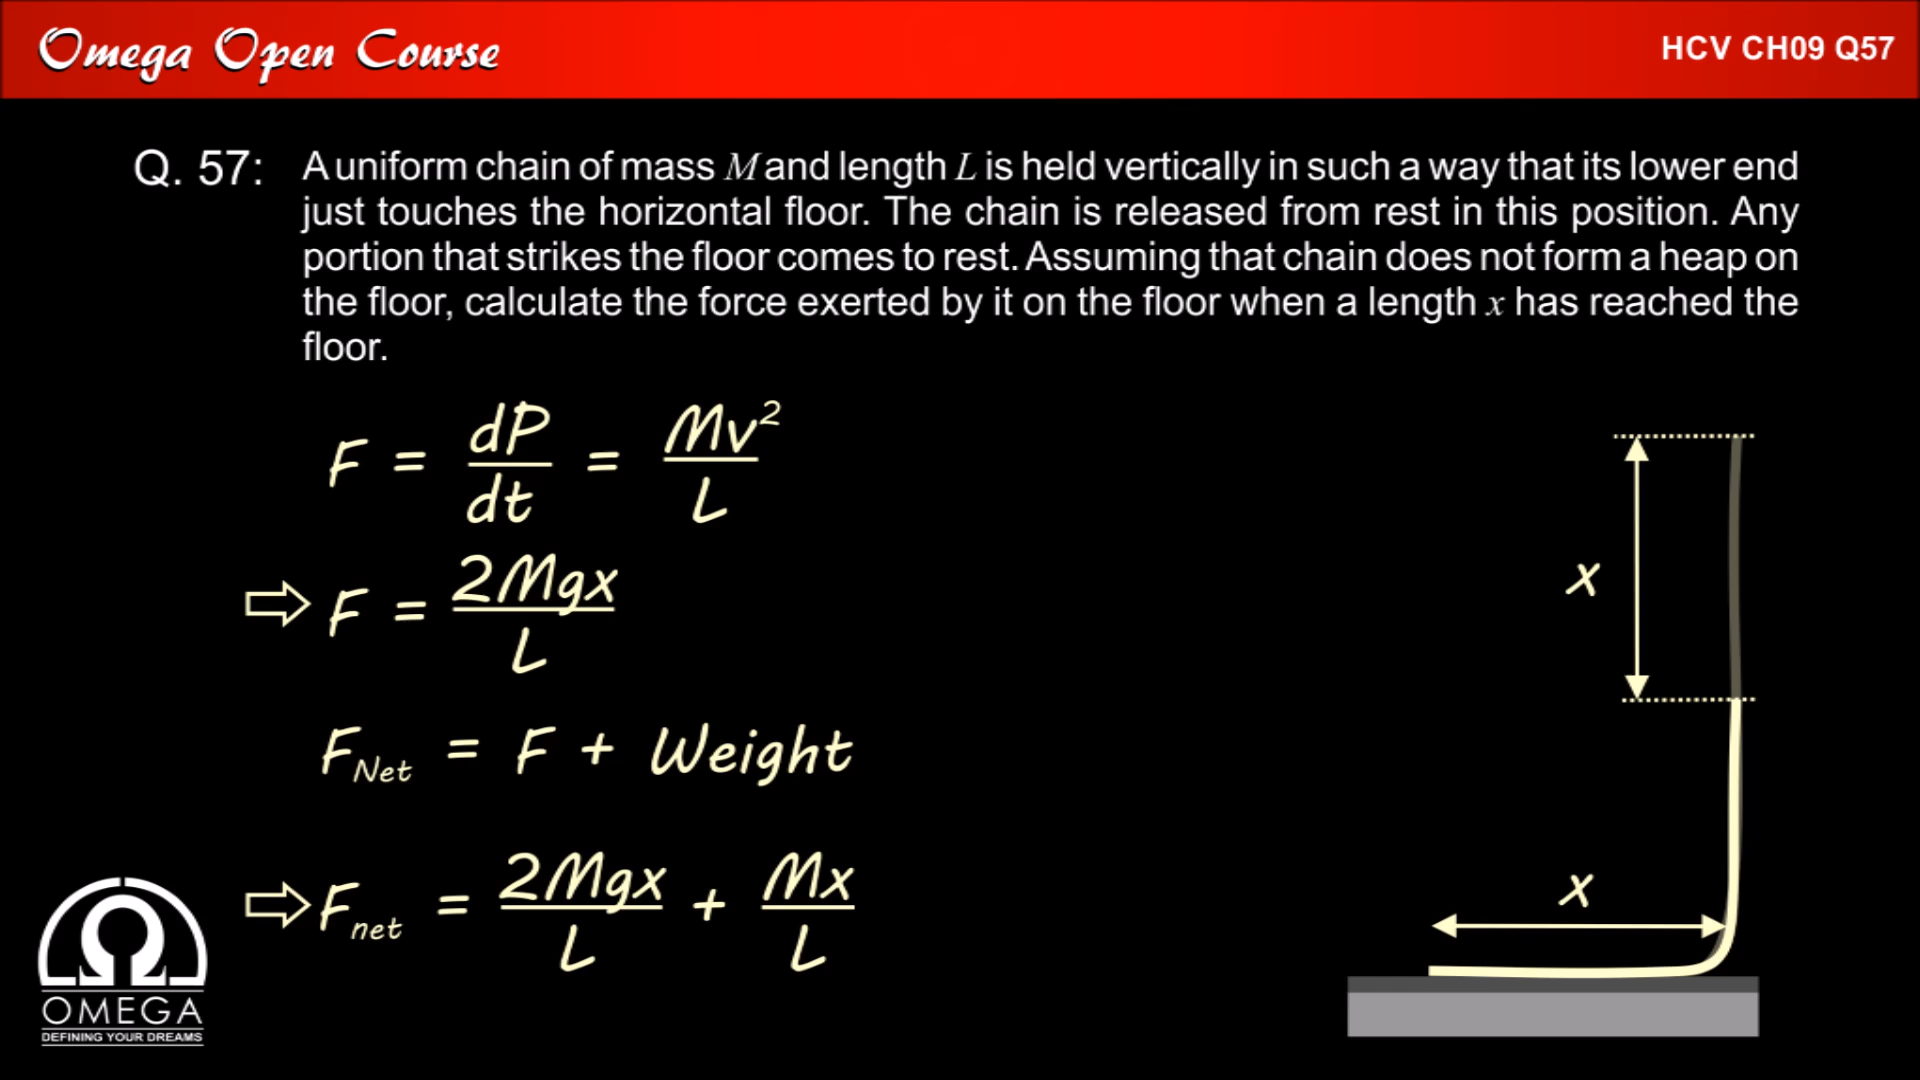 Omega Open Course
HCV CH09 Q57
Q. 57: A uniform chain of mass M and length L is held vertically in such a way that its lower end
just touches the horizontal floor. The chain is released from rest in this position. Any
portion that strikes the floor comes to rest. Assuming that chain does not form a heap on
the floor, calculate the force exerted by it on the floor when a length x has reached the
floor.
F = dP/dt = Mv²/L
⇨ F = 2Mgx/L
F_Net = F + Weight
⇨ F_net = 2Mgx/L + Mx/L
x
x
OMEGA
DEFINING YOUR DREAMS